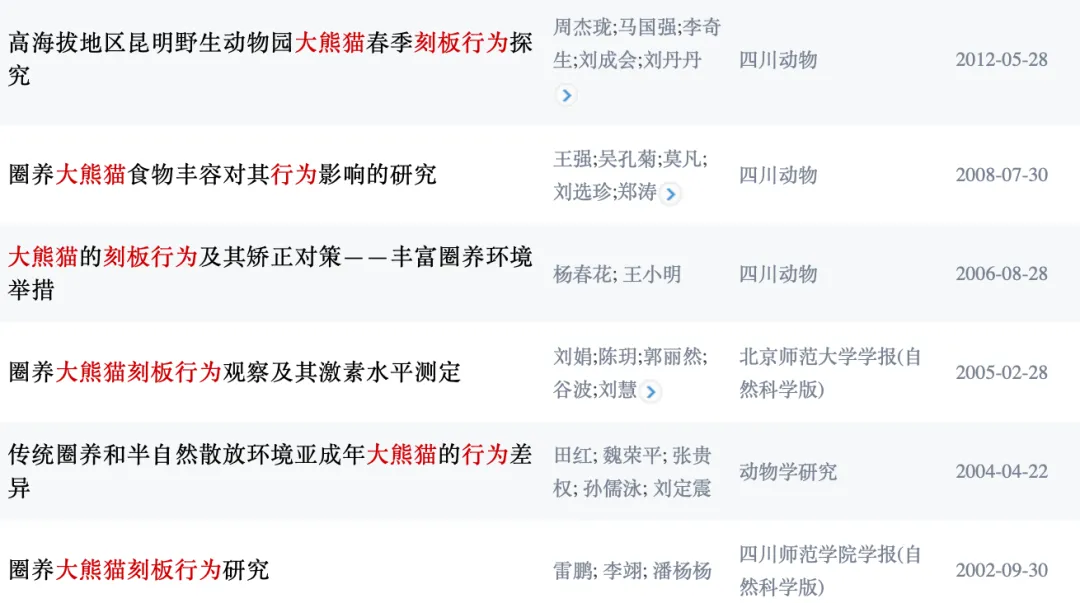 高海拔地区昆明野生动物园大熊猫春季刻板行为探
究
周杰珑;马国强;李奇
生;刘成会;刘丹丹
四川动物
2012-05-28
圈养大熊猫食物丰容对其行为影响的研究
王强;吴孔菊;莫凡;
刘选珍;郑涛
四川动物
2008-07-30
大熊猫的刻板行为及其矫正对策——丰富圈养环境
举措
杨春花; 王小明
四川动物
2006-08-28
圈养大熊猫刻板行为观察及其激素水平测定
刘娟;陈玥;郭丽然;
谷波;刘慧
北京师范大学学报(自
然科学版)
2005-02-28
传统圈养和半自然散放环境亚成年大熊猫的行为差
异
田红; 魏荣平; 张贵
权; 孙儒泳; 刘定震
动物学研究
2004-04-22
圈养大熊猫刻板行为研究
雷鹏; 李翊; 潘杨杨
四川师范学院学报(自
然科学版)
2002-09-30